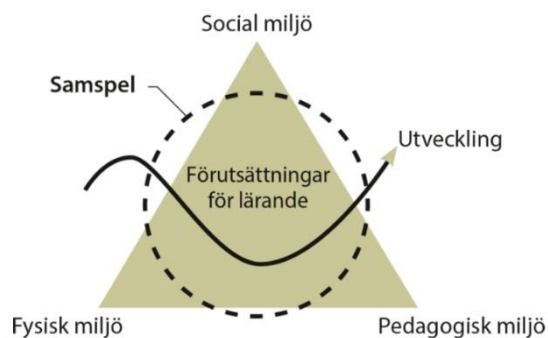 Social miljö
Samspel
Utveckling
Förutsättningar
för lärande
Fysisk miljö
Pedagogisk miljö